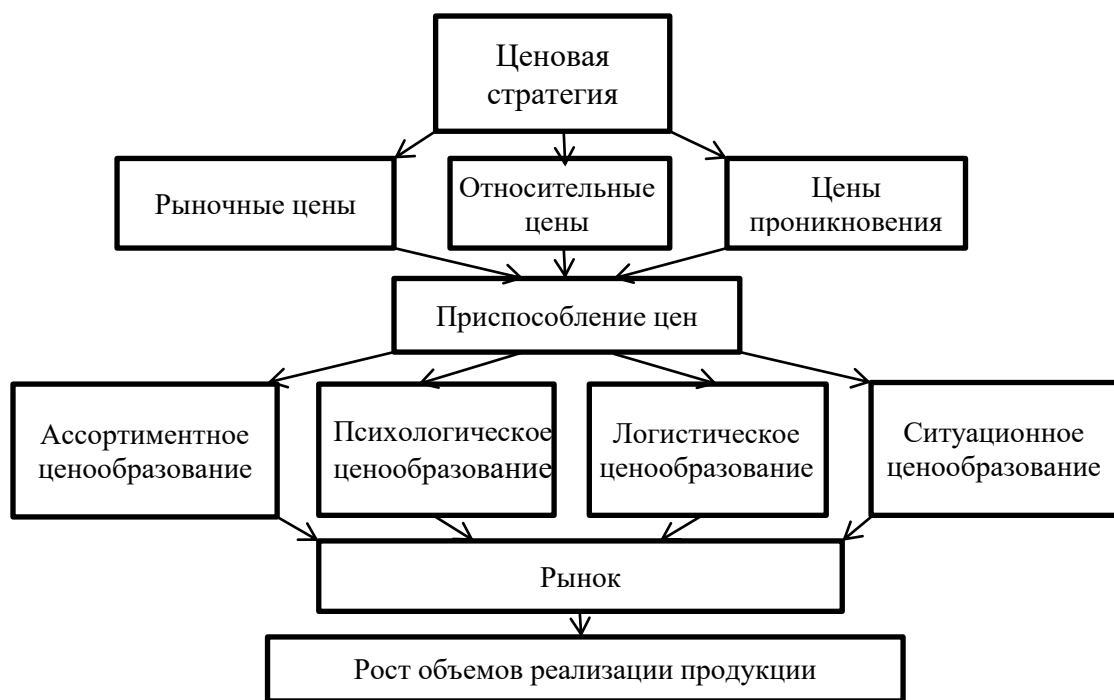 Ценовая
стратегия
Рыночные цены
Относительные
цены
Цены
проникновения
Приспособление цен
Ассортиментное
ценообразование
Психологическое
ценообразование
Логистическое
ценообразование
Ситуационное
ценообразование
Рынок
Рост объемов реализации продукции